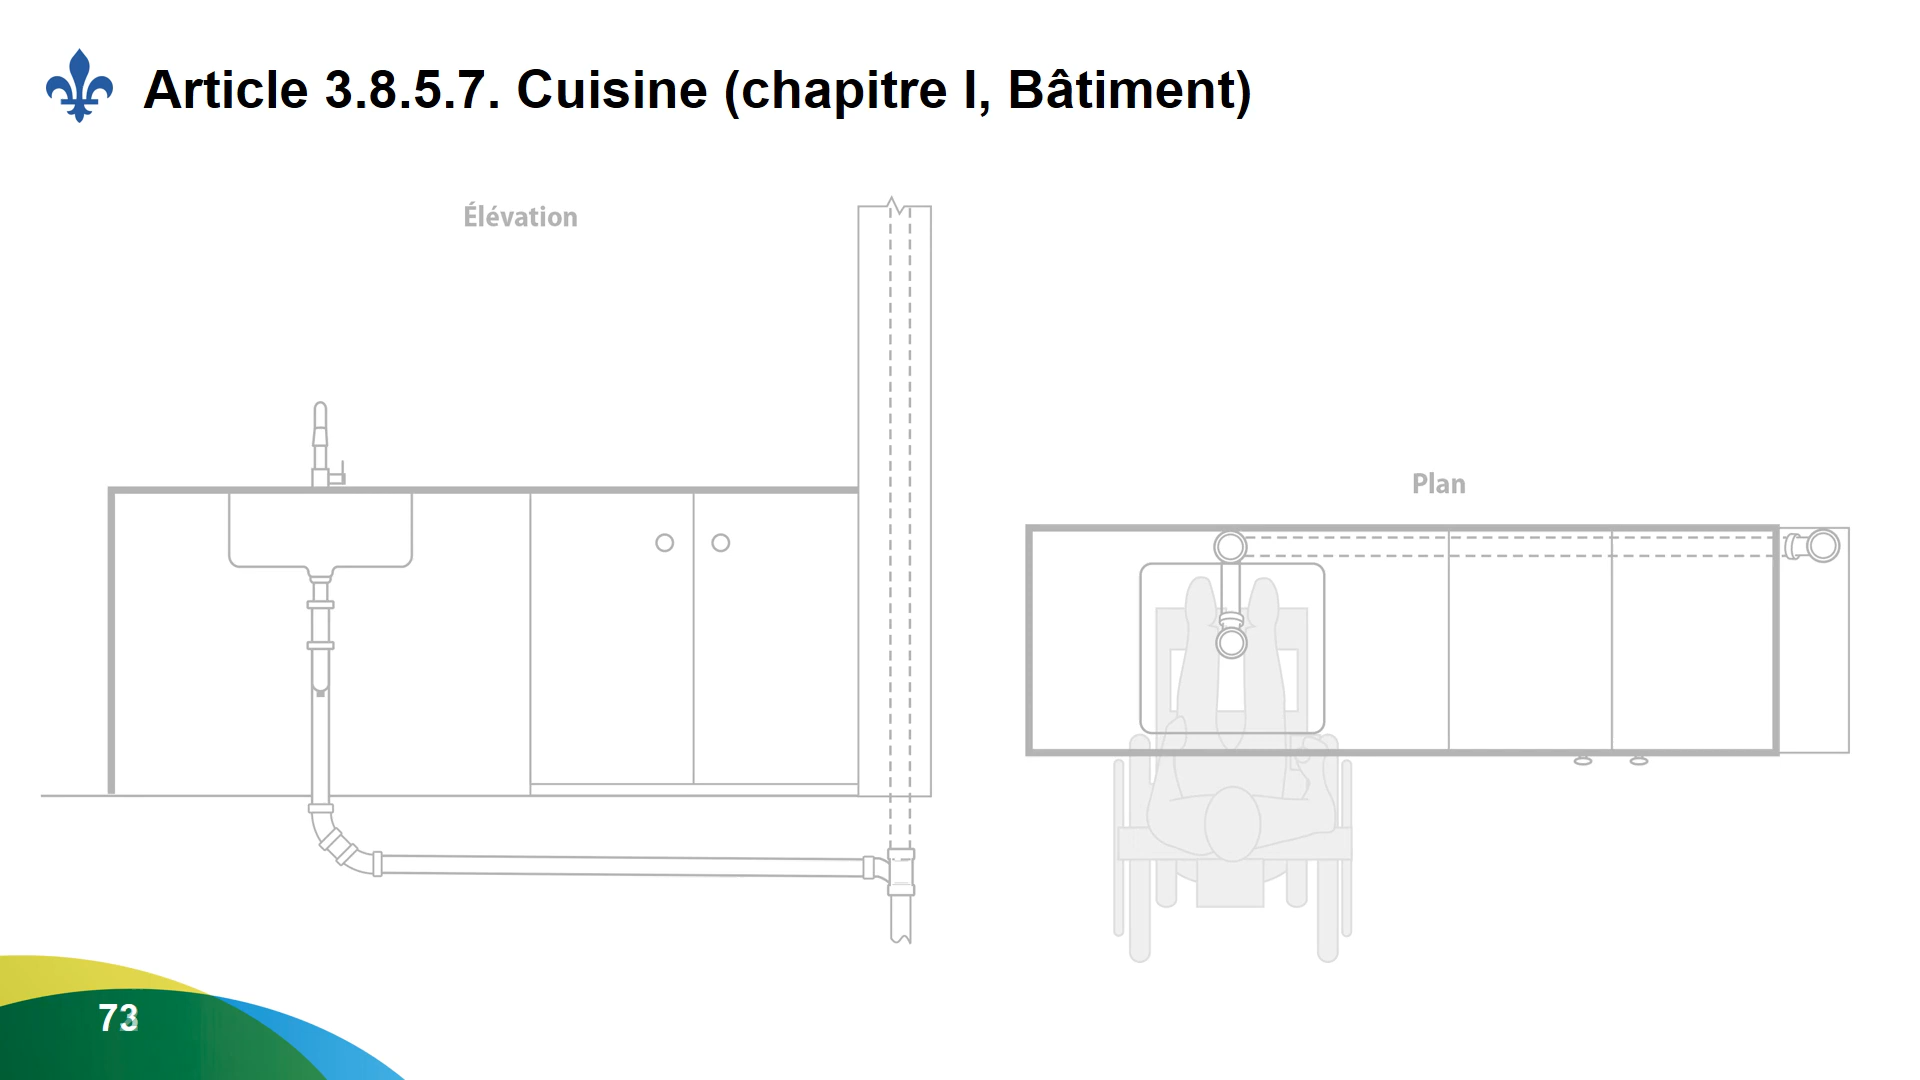 Article 3.8.5.7. Cuisine (chapitre I, Bâtiment)
Élévation
Plan
73